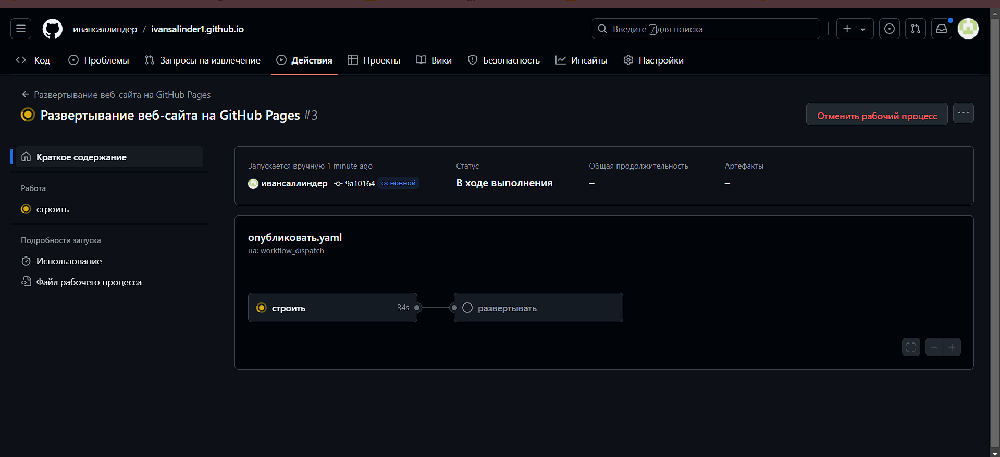 ивансаллиндер / ivansalinder1.github.io
Введите / для поиска
Код
Проблемы
Запросы на извлечение
Действия
Проекты
Вики
Безопасность
Инсайты
Настройки
Развертывание веб-сайта на GitHub Pages
Развертывание веб-сайта на GitHub Pages #3
Отменить рабочий процесс
Краткое содержание
Работа
строить
Подробности запуска
Использование
Файл рабочего процесса
Запускается вручную 1 minute ago
ивансаллиндер 9a10164 основной
Статус
В ходе выполнения
Общая продолжительность
–
Артефакты
–
опубликовать.yaml
на: workflow_dispatch
строить 34s
развертывать